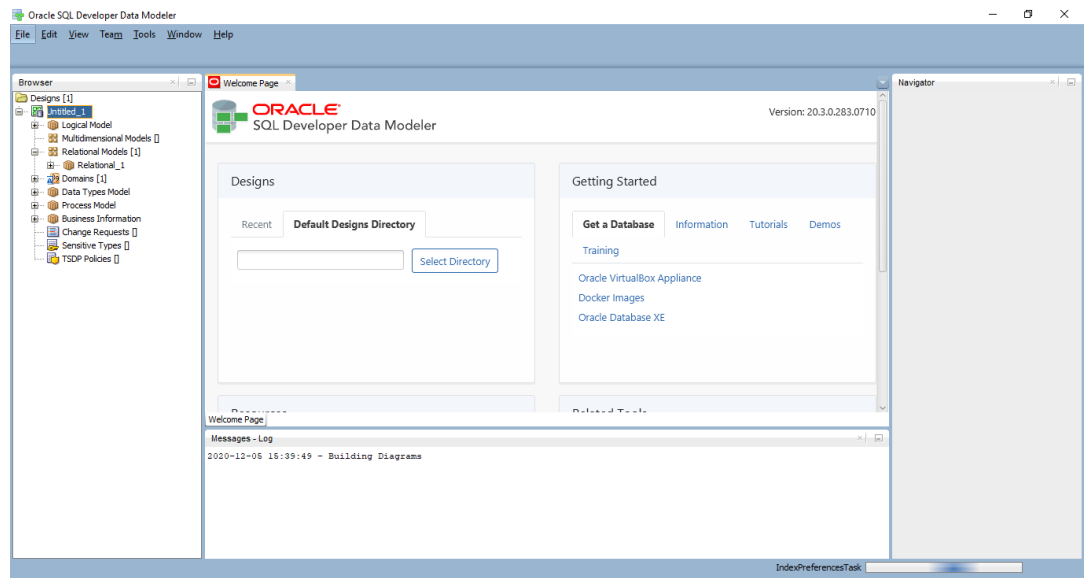 Oracle SQL Developer Data Modeler
File Edit View Team Tools Window Help
Browser
Designs [1]
Untitled_1
Logical Model
Multidimensional Models []
Relational Models [1]
Relational_1
Domains [1]
Data Types Model
Process Model
Business Information
Change Requests []
Sensitive Types []
TSDP Policies []
Welcome Page
ORACLE
SQL Developer Data Modeler
Version: 20.3.0.283.0710
Designs
Recent Default Designs Directory
Select Directory
Getting Started
Get a Database Information Tutorials Demos
Training
Oracle VirtualBox Appliance
Docker Images
Oracle Database XE
Welcome Page
Messages - Log
2020-12-05 15:39:49 - Building Diagrams
Navigator
IndexPreferencesTask